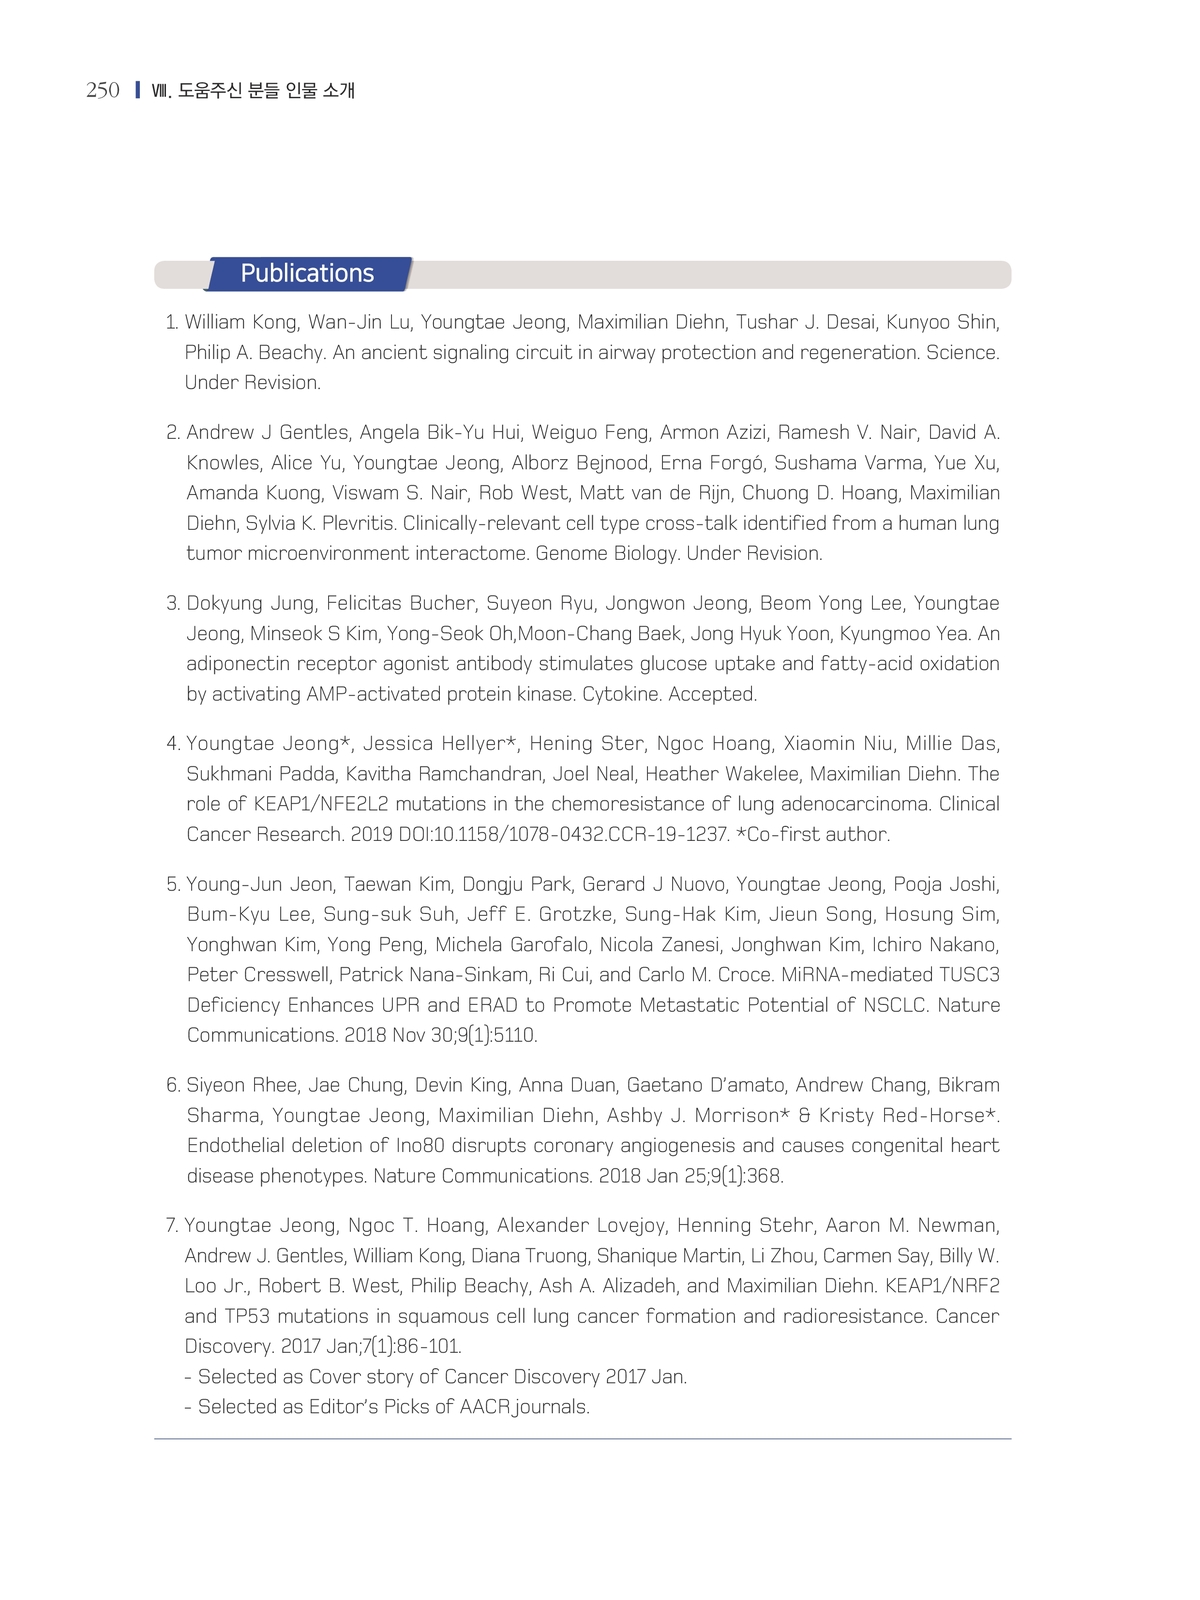 250 Ⅷ. 도움주신 분들 인물 소개
Publications
1. William Kong, Wan-Jin Lu, Youngtae Jeong, Maximilian Diehn, Tushar J. Desai, Kunyoo Shin,
Philip A. Beachy. An ancient signaling circuit in airway protection and regeneration. Science.
Under Revision.
2. Andrew J Gentles, Angela Bik-Yu Hui, Weiguo Feng, Armon Azizi, Ramesh V. Nair, David A.
Knowles, Alice Yu, Youngtae Jeong, Alborz Bejnood, Erna Forgó, Sushama Varma, Yue Xu,
Amanda Kuong, Viswam S. Nair, Rob West, Matt van de Rijn, Chuong D. Hoang, Maximilian
Diehn, Sylvia K. Plevritis. Clinically-relevant cell type cross-talk identified from a human lung
tumor microenvironment interactome. Genome Biology. Under Revision.
3. Dokyung Jung, Felicitas Bucher, Suyeon Ryu, Jongwon Jeong, Beom Yong Lee, Youngtae
Jeong, Minseok S Kim, Yong-Seok Oh,Moon-Chang Baek, Jong Hyuk Yoon, Kyungmoo Yea. An
adiponectin receptor agonist antibody stimulates glucose uptake and fatty-acid oxidation
by activating AMP-activated protein kinase. Cytokine. Accepted.
4. Youngtae Jeong*, Jessica Hellyer*, Hening Ster, Ngoc Hoang, Xiaomin Niu, Millie Das,
Sukhmani Padda, Kavitha Ramchandran, Joel Neal, Heather Wakelee, Maximilian Diehn. The
role of KEAP1/NFE2L2 mutations in the chemoresistance of lung adenocarcinoma. Clinical
Cancer Research. 2019 DOI:10.1158/1078-0432.CCR-19-1237. *Co-first author.
5. Young-Jun Jeon, Taewan Kim, Dongju Park, Gerard J Nuovo, Youngtae Jeong, Pooja Joshi,
Bum-Kyu Lee, Sung-suk Suh, Jeff E. Grotzke, Sung-Hak Kim, Jieun Song, Hosung Sim,
Yonghwan Kim, Yong Peng, Michela Garofalo, Nicola Zanesi, Jonghwan Kim, Ichiro Nakano,
Peter Cresswell, Patrick Nana-Sinkam, Ri Cui, and Carlo M. Croce. MiRNA-mediated TUSC3
Deficiency Enhances UPR and ERAD to Promote Metastatic Potential of NSCLC. Nature
Communications. 2018 Nov 30;9(1):5110.
6. Siyeon Rhee, Jae Chung, Devin King, Anna Duan, Gaetano D'amato, Andrew Chang, Bikram
Sharma, Youngtae Jeong, Maximilian Diehn, Ashby J. Morrison* & Kristy Red-Horse*.
Endothelial deletion of Ino80 disrupts coronary angiogenesis and causes congenital heart
disease phenotypes. Nature Communications. 2018 Jan 25;9(1):368.
7. Youngtae Jeong, Ngoc T. Hoang, Alexander Lovejoy, Henning Stehr, Aaron M. Newman,
Andrew J. Gentles, William Kong, Diana Truong, Shanique Martin, Li Zhou, Carmen Say, Billy W.
Loo Jr., Robert B. West, Philip Beachy, Ash A. Alizadeh, and Maximilian Diehn. KEAP1/NRF2
and TP53 mutations in squamous cell lung cancer formation and radioresistance. Cancer
Discovery. 2017 Jan;7(1):86-101.
- Selected as Cover story of Cancer Discovery 2017 Jan.
- Selected as Editor's Picks of AACR journals.